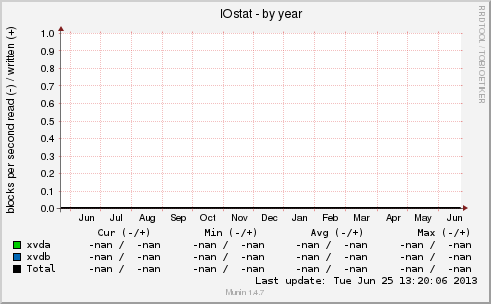 IOstat - by year
RRDTOOL / TOBI OETIKER
blocks per second read (-) / written (+)
1.0
0.9
0.8
0.7
0.6
0.5
0.4
0.3
0.2
0.1
0.0
Jun Jul Aug Sep Oct Nov Dec Jan Feb Mar Apr May Jun
Cur (-/+) Min (-/+) Avg (-/+) Max (-/+)
xvda -nan / -nan -nan / -nan -nan / -nan -nan / -nan
xvdb -nan / -nan -nan / -nan -nan / -nan -nan / -nan
Total -nan / -nan -nan / -nan -nan / -nan -nan / -nan
Last update: Tue Jun 25 13:20:06 2013
Munin 1.4.7